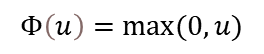 Φ(u) = max(0, u)